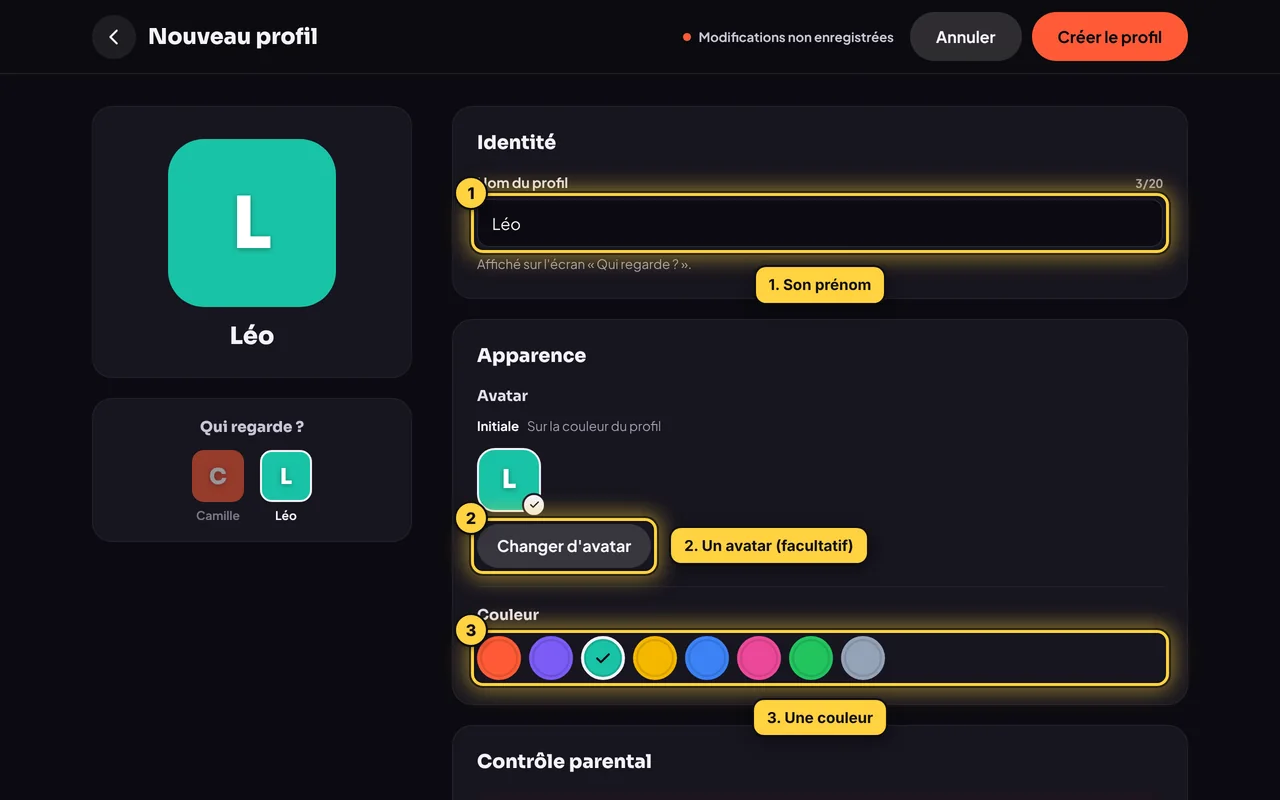 Nouveau profil
Modifications non enregistrées
Annuler
Créer le profil
L
Léo
Qui regarde ?
C
L
Camille
Léo
Identité
1
Nom du profil
3/20
Léo
Affiché sur l'écran « Qui regarde ? ».
1. Son prénom
Apparence
Avatar
Initiale Sur la couleur du profil
L
2
Changer d'avatar
2. Un avatar (facultatif)
Couleur
3
3. Une couleur
Contrôle parental